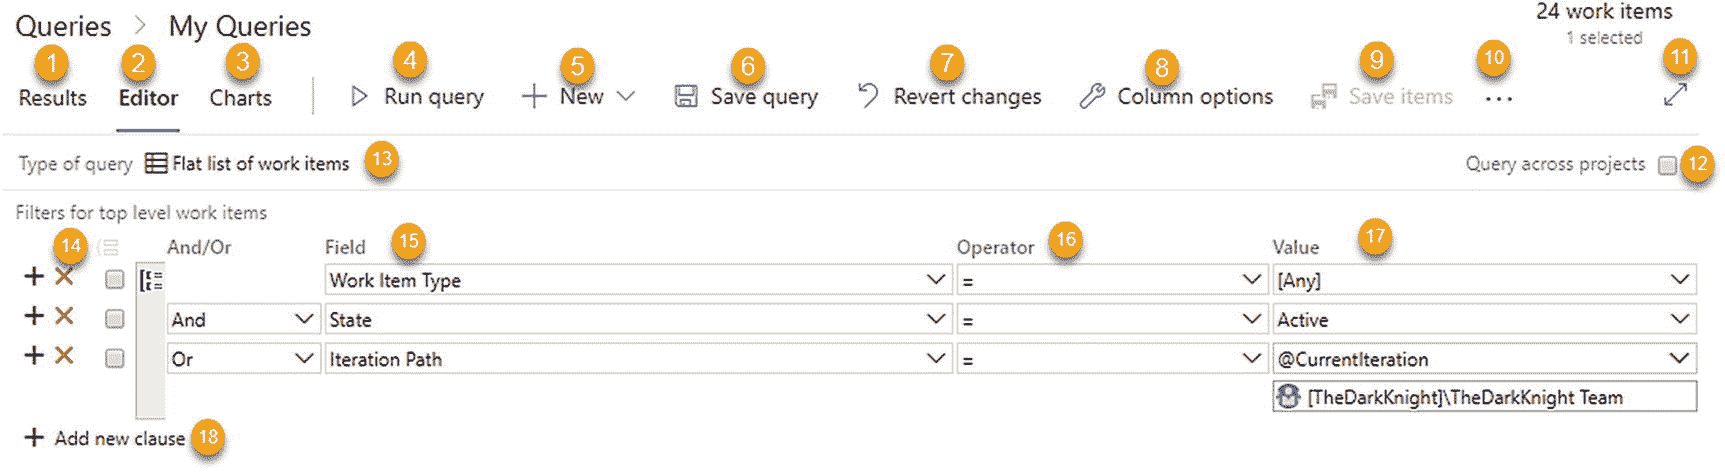 Queries > My Queries
24 work items
1 selected
1 2 3 4 5 6 7 8 9 10 11
Results Editor Charts Run query New Save query Revert changes Column options Save items ...
Type of query Flat list of work items 13 Query across projects 12
Filters for top level work items
14 And/Or Field 15 Operator 16 Value 17
Work Item Type = [Any]
And State = Active
Or Iteration Path = @CurrentIteration
[TheDarkKnight]\TheDarkKnight Team
+ Add new clause 18